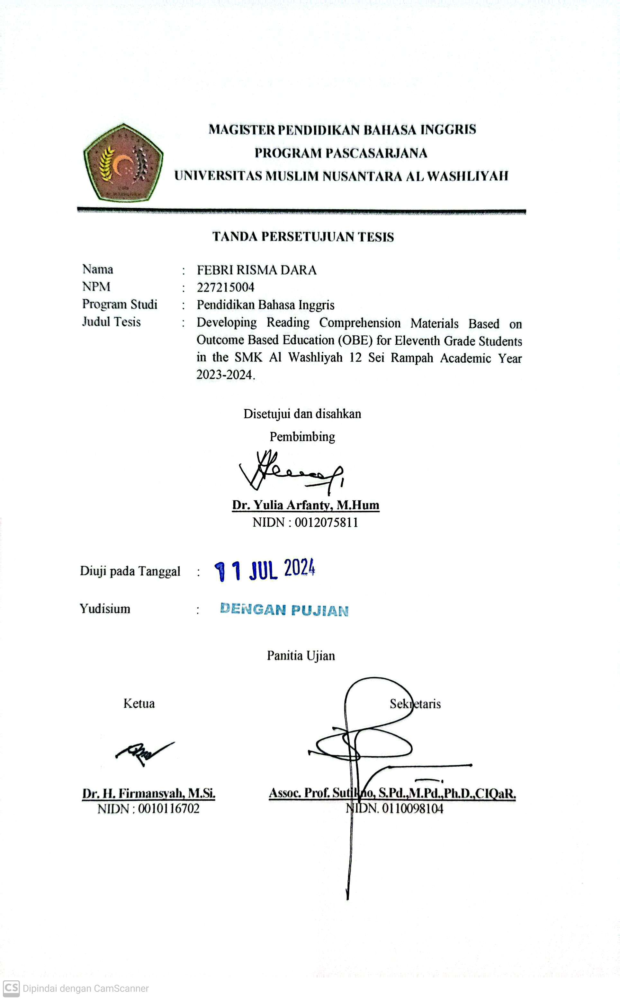 MAGISTER PENDIDIKAN BAHASA INGGRIS
PROGRAM PASCASARJANA
UNIVERSITAS MUSLIM NUSANTARA AL WASHLIYAH
TANDA PERSETUJUAN TESIS
Nama : FEBRI RISMA DARA
NPM : 227215004
Program Studi : Pendidikan Bahasa Inggris
Judul Tesis : Developing Reading Comprehension Materials Based on
Outcome Based Education (OBE) for Eleventh Grade Students
in the SMK Al Washliyah 12 Sei Rampah Academic Year
2023-2024.
Disetujui dan disahkan
Pembimbing
Dr. Yulia Arfanty, M.Hum
NIDN : 0012075811
Diuji pada Tanggal : 11 JUL 2024
Yudisium : DENGAN PUJIAN
Panitia Ujian
Ketua Sekretaris
Dr. H. Firmansyah, M.Si. Assoc. Prof. Sutikno, S.Pd.,M.Pd.,Ph.D.,CIQaR.
NIDN : 0010116702 NIDN. 0110098104
CS Dipindai dengan CamScanner